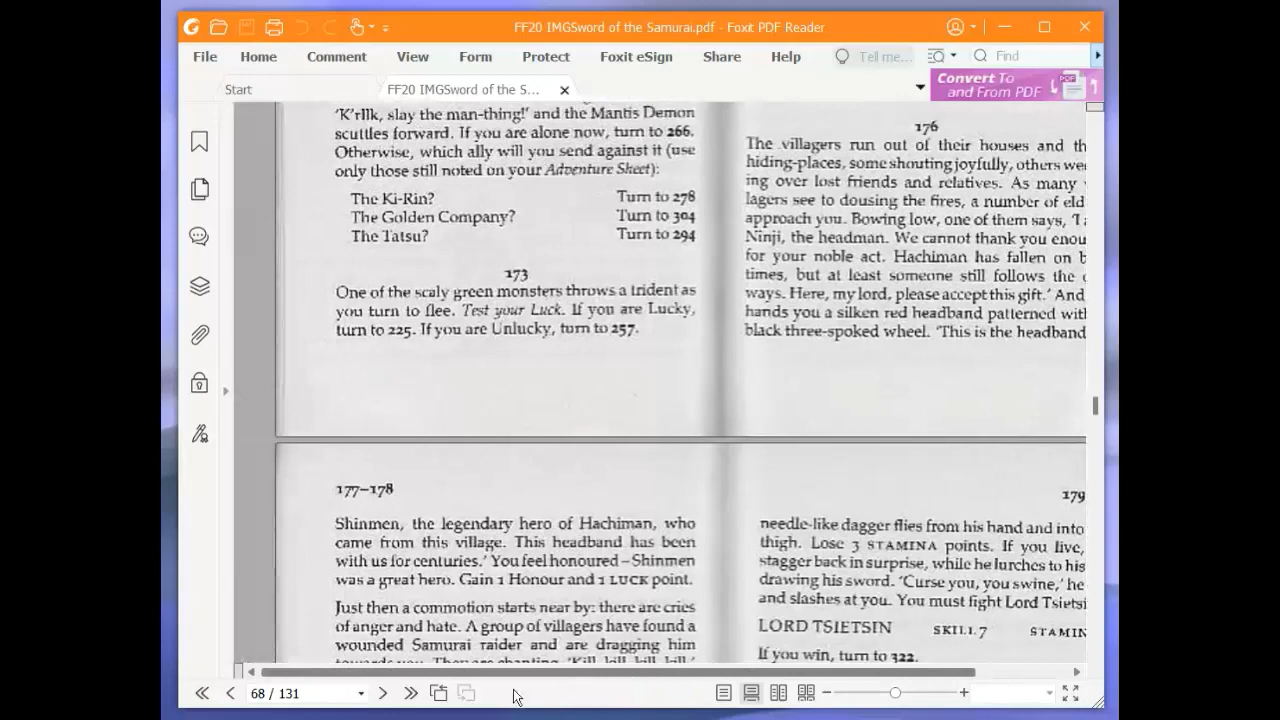 FF20 IMGSword of the Samurai.pdf - Foxit PDF Reader
File Home Comment View Form Protect Foxit eSign Share Help Tell me... Find
Start FF20 IMGSword of the S... Convert To
and From PDF
'K'rllk, slay the man-thing!' and the Mantis Demon
scuttles forward. If you are alone now, turn to 266.
Otherwise, which ally will you send against it (use
only those still noted on your Adventure Sheet):
The Ki-Rin? Turn to 278
The Golden Company? Turn to 304
The Tatsu? Turn to 294
173
One of the scaly green monsters throws a trident as
you turn to flee. Test your Luck. If you are Lucky,
turn to 225. If you are Unlucky, turn to 257.
176
The villagers run out of their houses and th
hiding-places, some shouting joyfully, others wee
ing over lost friends and relatives. As many
lagers see to dousing the fires, a number of eld
approach you. Bowing low, one of them says, 'I a
Ninji, the headman. We cannot thank you enou
for your noble act. Hachiman has fallen on b
times, but at least someone still follows the
ways. Here, my lord, please accept this gift.' And
hands you a silken red headband patterned wit
black three-spoked wheel. 'This is the headband
177–178
Shinmen, the legendary hero of Hachiman, who
came from this village. This headband has been
with us for centuries.' You feel honoured – Shinmen
was a great hero. Gain 1 Honour and 1 LUCK point.
Just then a commotion starts near by: there are cries
of anger and hate. A group of villagers have found a
wounded Samurai raider and are dragging him
towards you. They are chanting, 'Kill, kill, kill, kill,'
179
needle-like dagger flies from his hand and into
thigh. Lose 3 STAMINA points. If you live,
stagger back in surprise, while he lurches to his
drawing his sword. 'Curse you, you swine,' he
and slashes at you. You must fight Lord Tsietsi
LORD TSIETSIN SKILL 7 STAMIN
If you win, turn to 322.
68 / 131